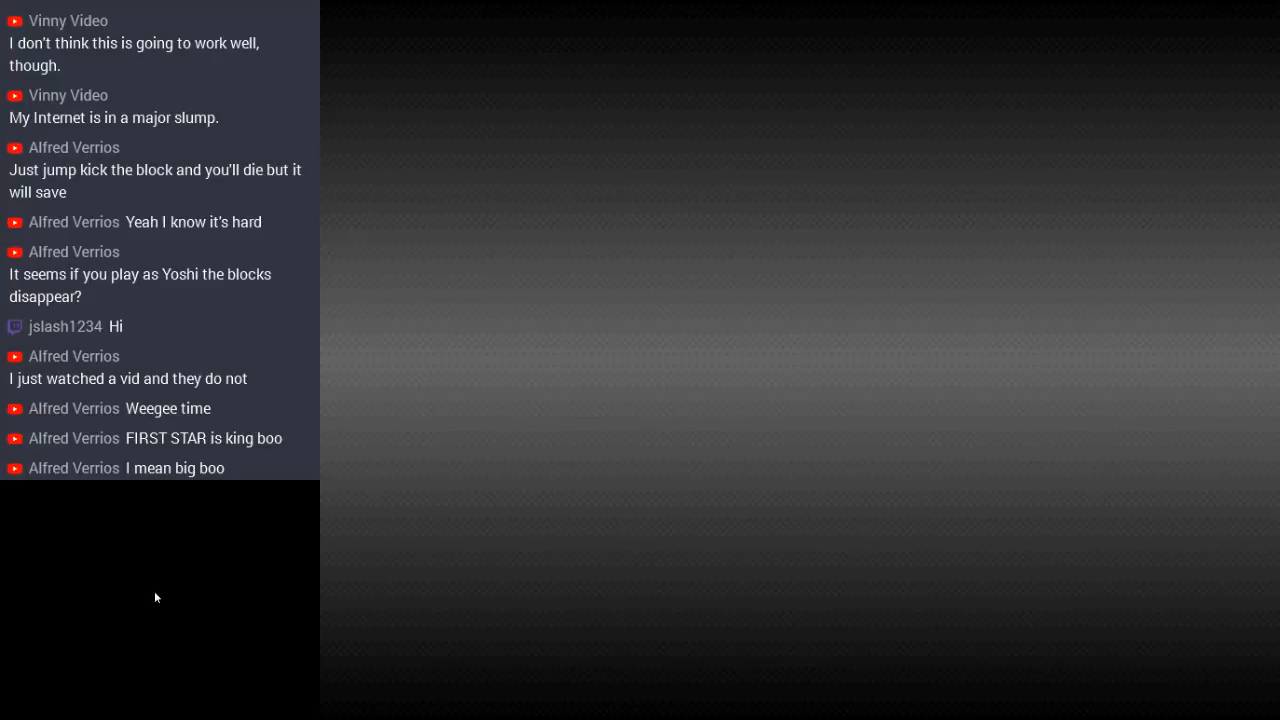 Vinny Video
I don't think this is going to work well,
though.
Vinny Video
My Internet is in a major slump.
Alfred Verrios
Just jump kick the block and you'll die but it
will save
Alfred Verrios Yeah I know it's hard
Alfred Verrios
It seems if you play as Yoshi the blocks
disappear?
jslash1234 Hi
Alfred Verrios
I just watched a vid and they do not
Alfred Verrios Weegee time
Alfred Verrios FIRST STAR is king boo
Alfred Verrios I mean big boo